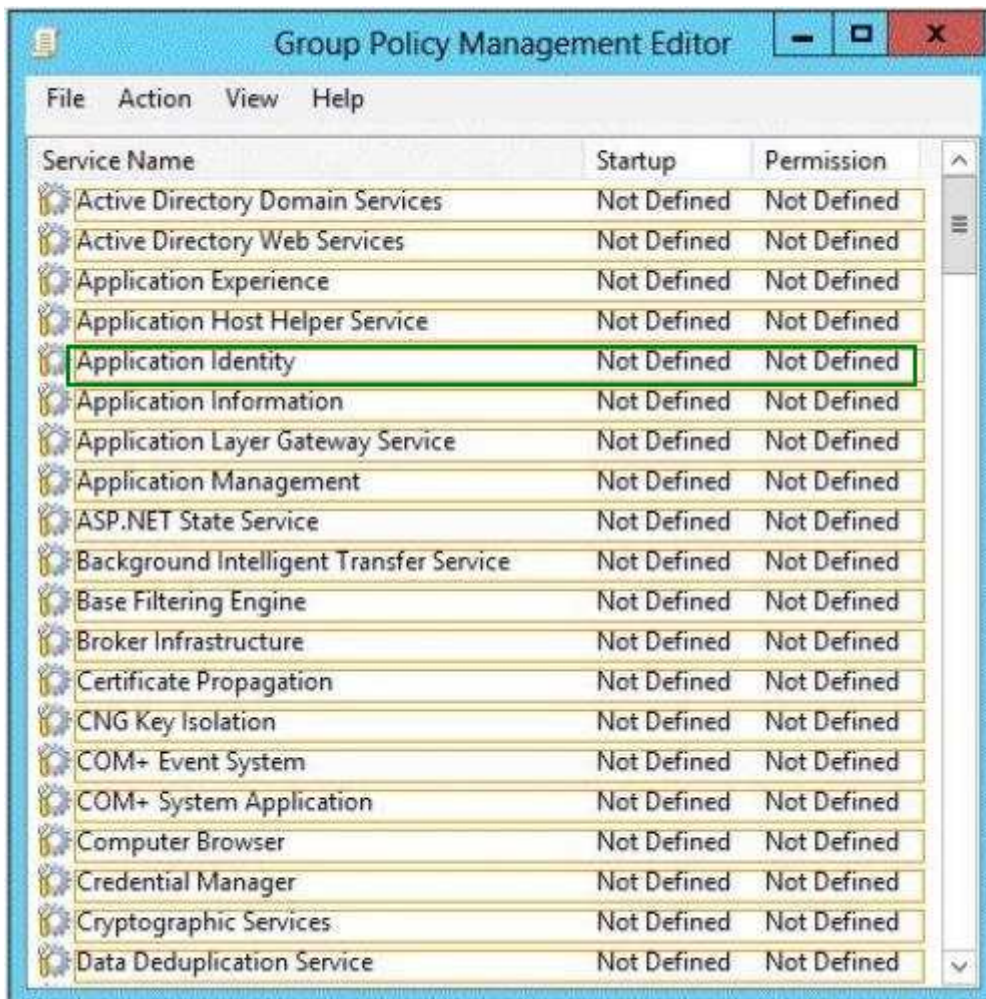 Group Policy Management Editor
File Action View Help
Service Name Startup Permission
Active Directory Domain Services Not Defined Not Defined
Active Directory Web Services Not Defined Not Defined
Application Experience Not Defined Not Defined
Application Host Helper Service Not Defined Not Defined
Application Identity Not Defined Not Defined
Application Information Not Defined Not Defined
Application Layer Gateway Service Not Defined Not Defined
Application Management Not Defined Not Defined
ASP.NET State Service Not Defined Not Defined
Background Intelligent Transfer Service Not Defined Not Defined
Base Filtering Engine Not Defined Not Defined
Broker Infrastructure Not Defined Not Defined
Certificate Propagation Not Defined Not Defined
CNG Key Isolation Not Defined Not Defined
COM+ Event System Not Defined Not Defined
COM+ System Application Not Defined Not Defined
Computer Browser Not Defined Not Defined
Credential Manager Not Defined Not Defined
Cryptographic Services Not Defined Not Defined
Data Deduplication Service Not Defined Not Defined